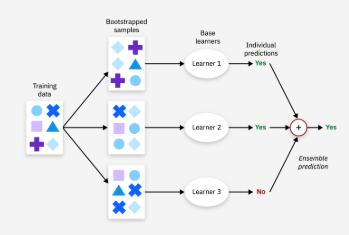 Bootstrapped
samples
Base
learners
Individual
predictions
Training
data
Learner 1
Yes
Learner 2
Yes
+
Yes
Learner 3
No
Ensemble
prediction